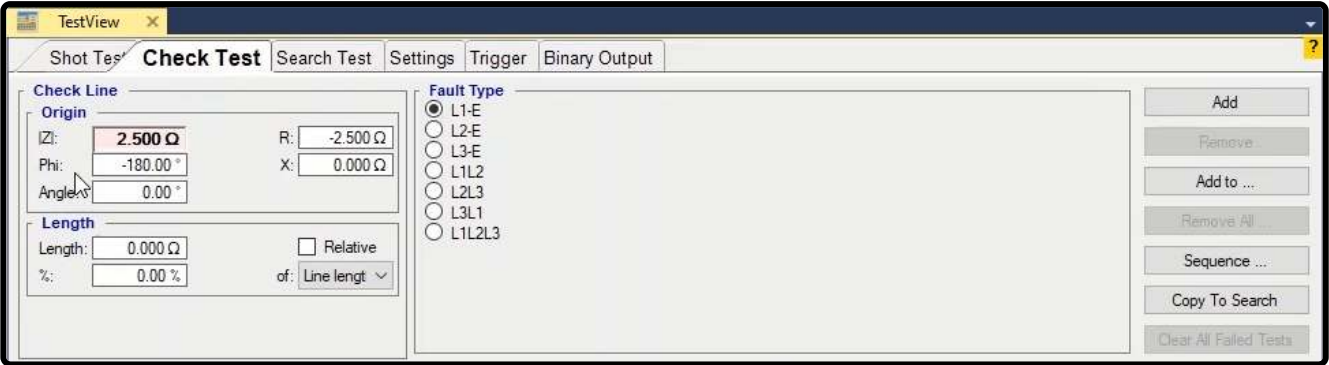 TestView
?
Shot Test Check Test Search Test Settings Trigger Binary Output
Check Line
Origin
|Z|: 2.500 Ω R: -2.500 Ω
Phi: -180.00 ° X: 0.000 Ω
Angle: 0.00 °
Length
Length: 0.000 Ω Relative
%: 0.00 % of: Line lengt
Fault Type
L1-E
L2-E
L3-E
L1L2
L2L3
L3L1
L1L2L3
Add
Remove
Add to ...
Remove All ...
Sequence ...
Copy To Search
Clear All Failed Tests